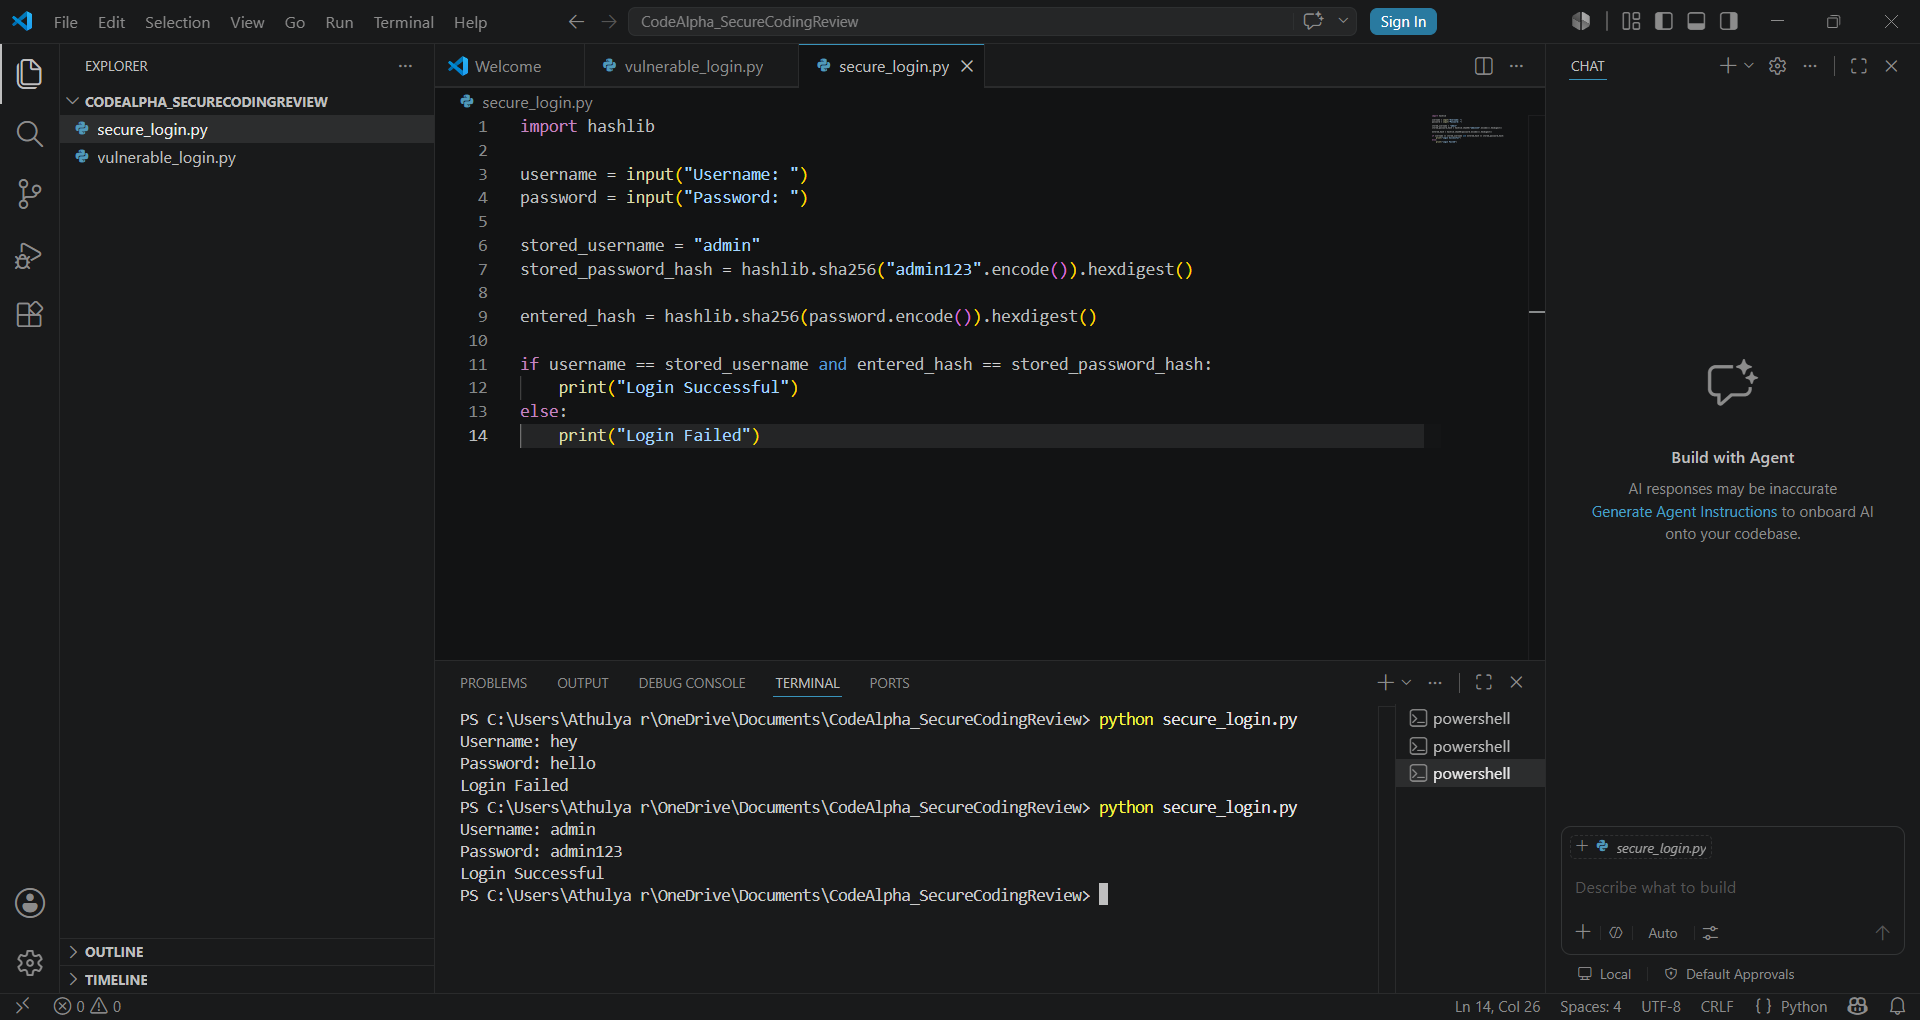 File Edit Selection View Go Run Terminal Help
CodeAlpha_SecureCodingReview
Sign In
EXPLORER
CODEALPHA_SECURECODINGREVIEW
secure_login.py
vulnerable_login.py
OUTLINE
TIMELINE
Welcome
vulnerable_login.py
secure_login.py
secure_login.py
1 import hashlib
2
3 username = input("Username: ")
4 password = input("Password: ")
5
6 stored_username = "admin"
7 stored_password_hash = hashlib.sha256("admin123".encode()).hexdigest()
8
9 entered_hash = hashlib.sha256(password.encode()).hexdigest()
10
11 if username == stored_username and entered_hash == stored_password_hash:
12     print("Login Successful")
13 else:
14     print("Login Failed")
PROBLEMS OUTPUT DEBUG CONSOLE TERMINAL PORTS
PS C:\Users\Athulya r\OneDrive\Documents\CodeAlpha_SecureCodingReview> python secure_login.py
Username: hey
Password: hello
Login Failed
PS C:\Users\Athulya r\OneDrive\Documents\CodeAlpha_SecureCodingReview> python secure_login.py
Username: admin
Password: admin123
Login Successful
PS C:\Users\Athulya r\OneDrive\Documents\CodeAlpha_SecureCodingReview>
powershell
powershell
powershell
CHAT
Build with Agent
AI responses may be inaccurate
Generate Agent Instructions to onboard AI
onto your codebase.
secure_login.py
Describe what to build
Auto
Local
Default Approvals
0 0
Ln 14, Col 26 Spaces: 4 UTF-8 CRLF {} Python